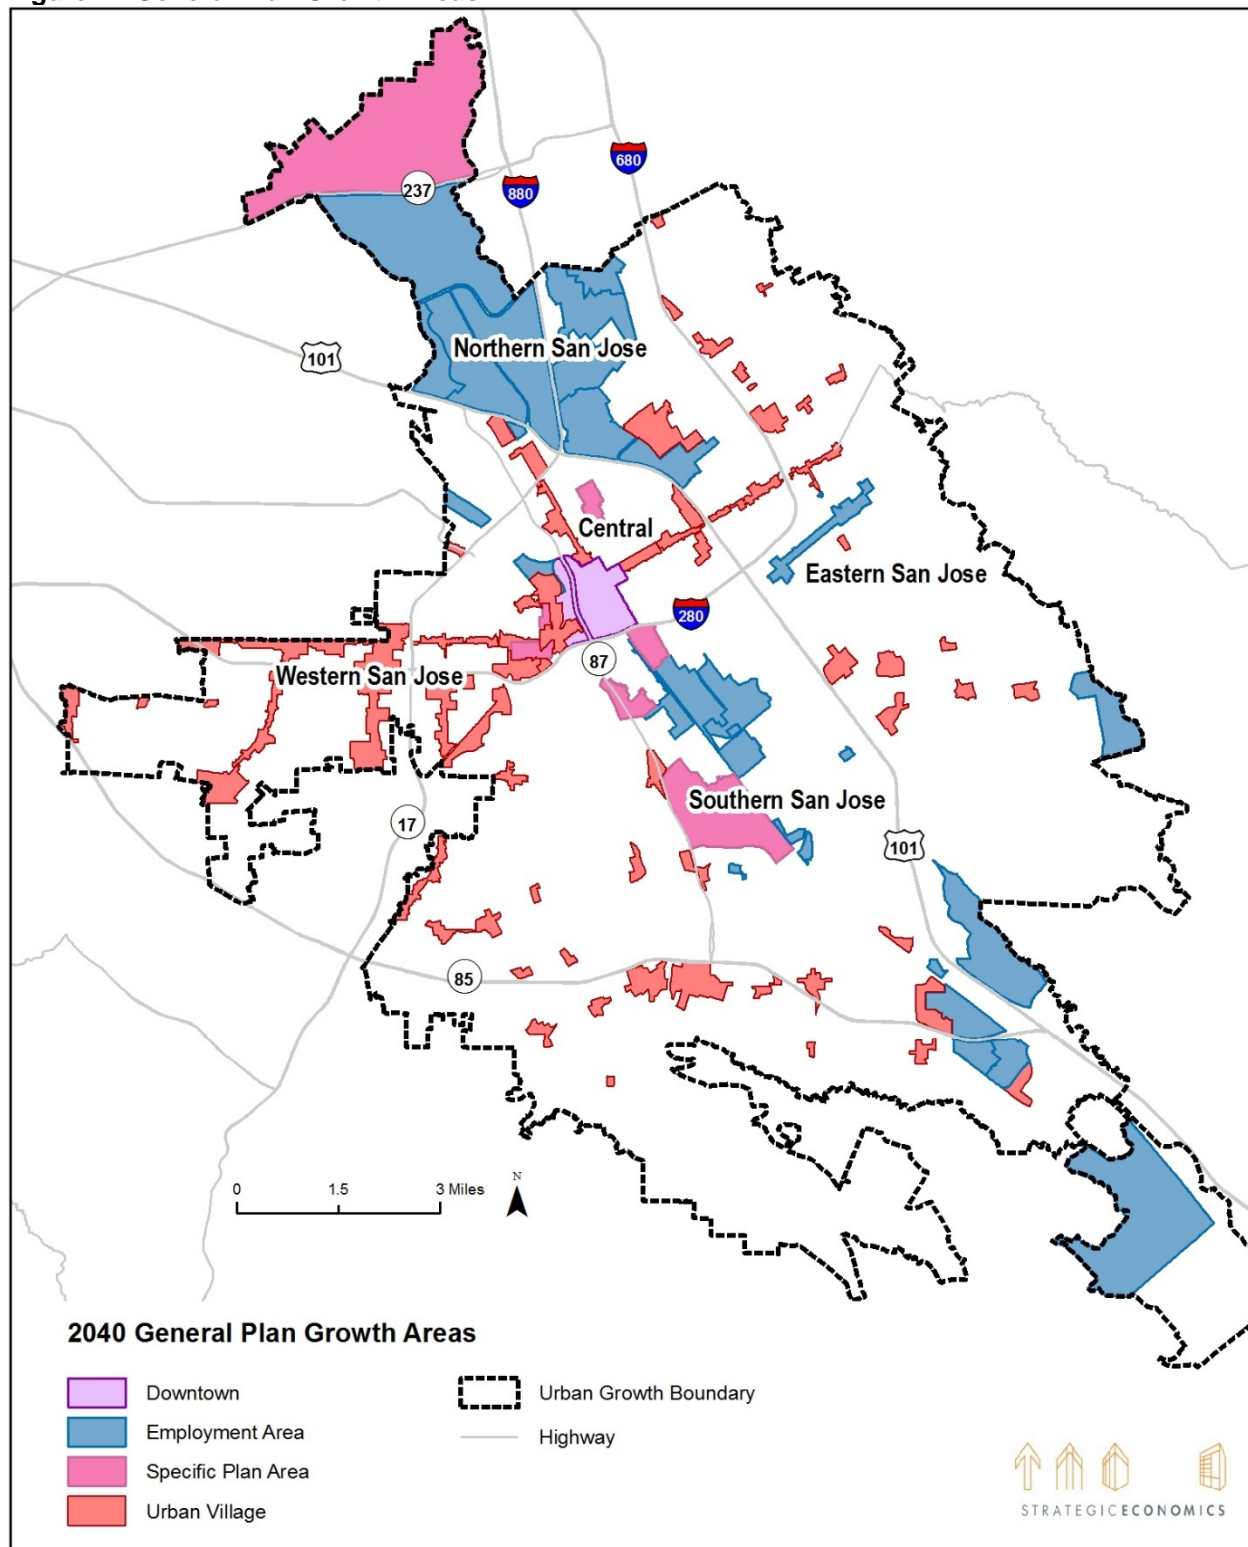 680
880
237
101
Northern San Jose
Central
Eastern San Jose
280
87
Western San Jose
Southern San Jose
17
101
85
N
0 1.5 3 Miles
2040 General Plan Growth Areas
Downtown
Employment Area
Specific Plan Area
Urban Village
Urban Growth Boundary
Highway
STRATEGICECONOMICS